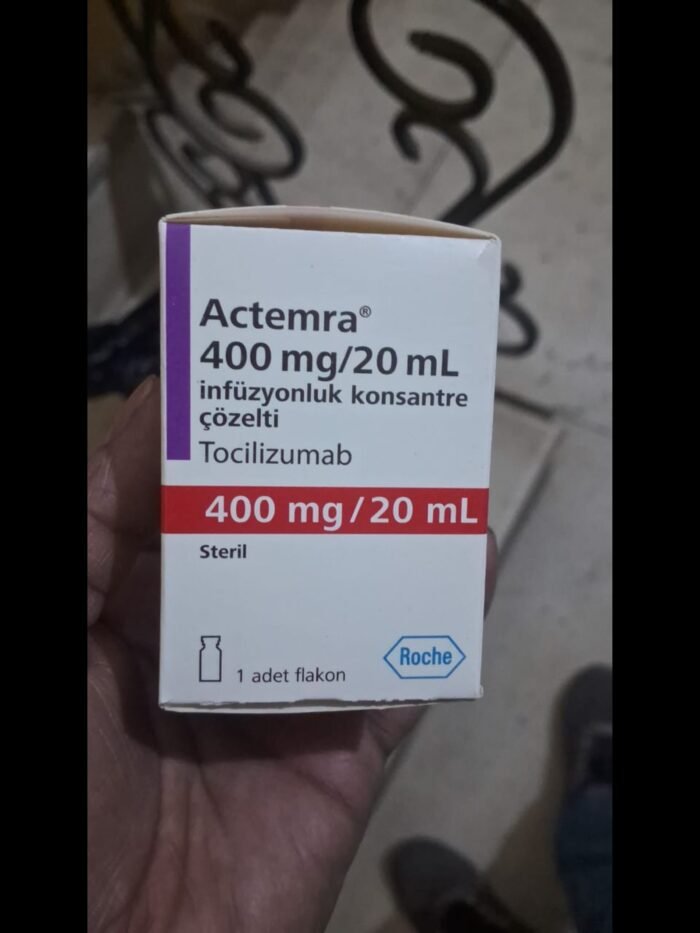 Actemra®
400 mg/20 mL
infüzyonluk konsantre
çözelti
Tocilizumab
400 mg/20 mL
Steril
1 adet flakon
Roche